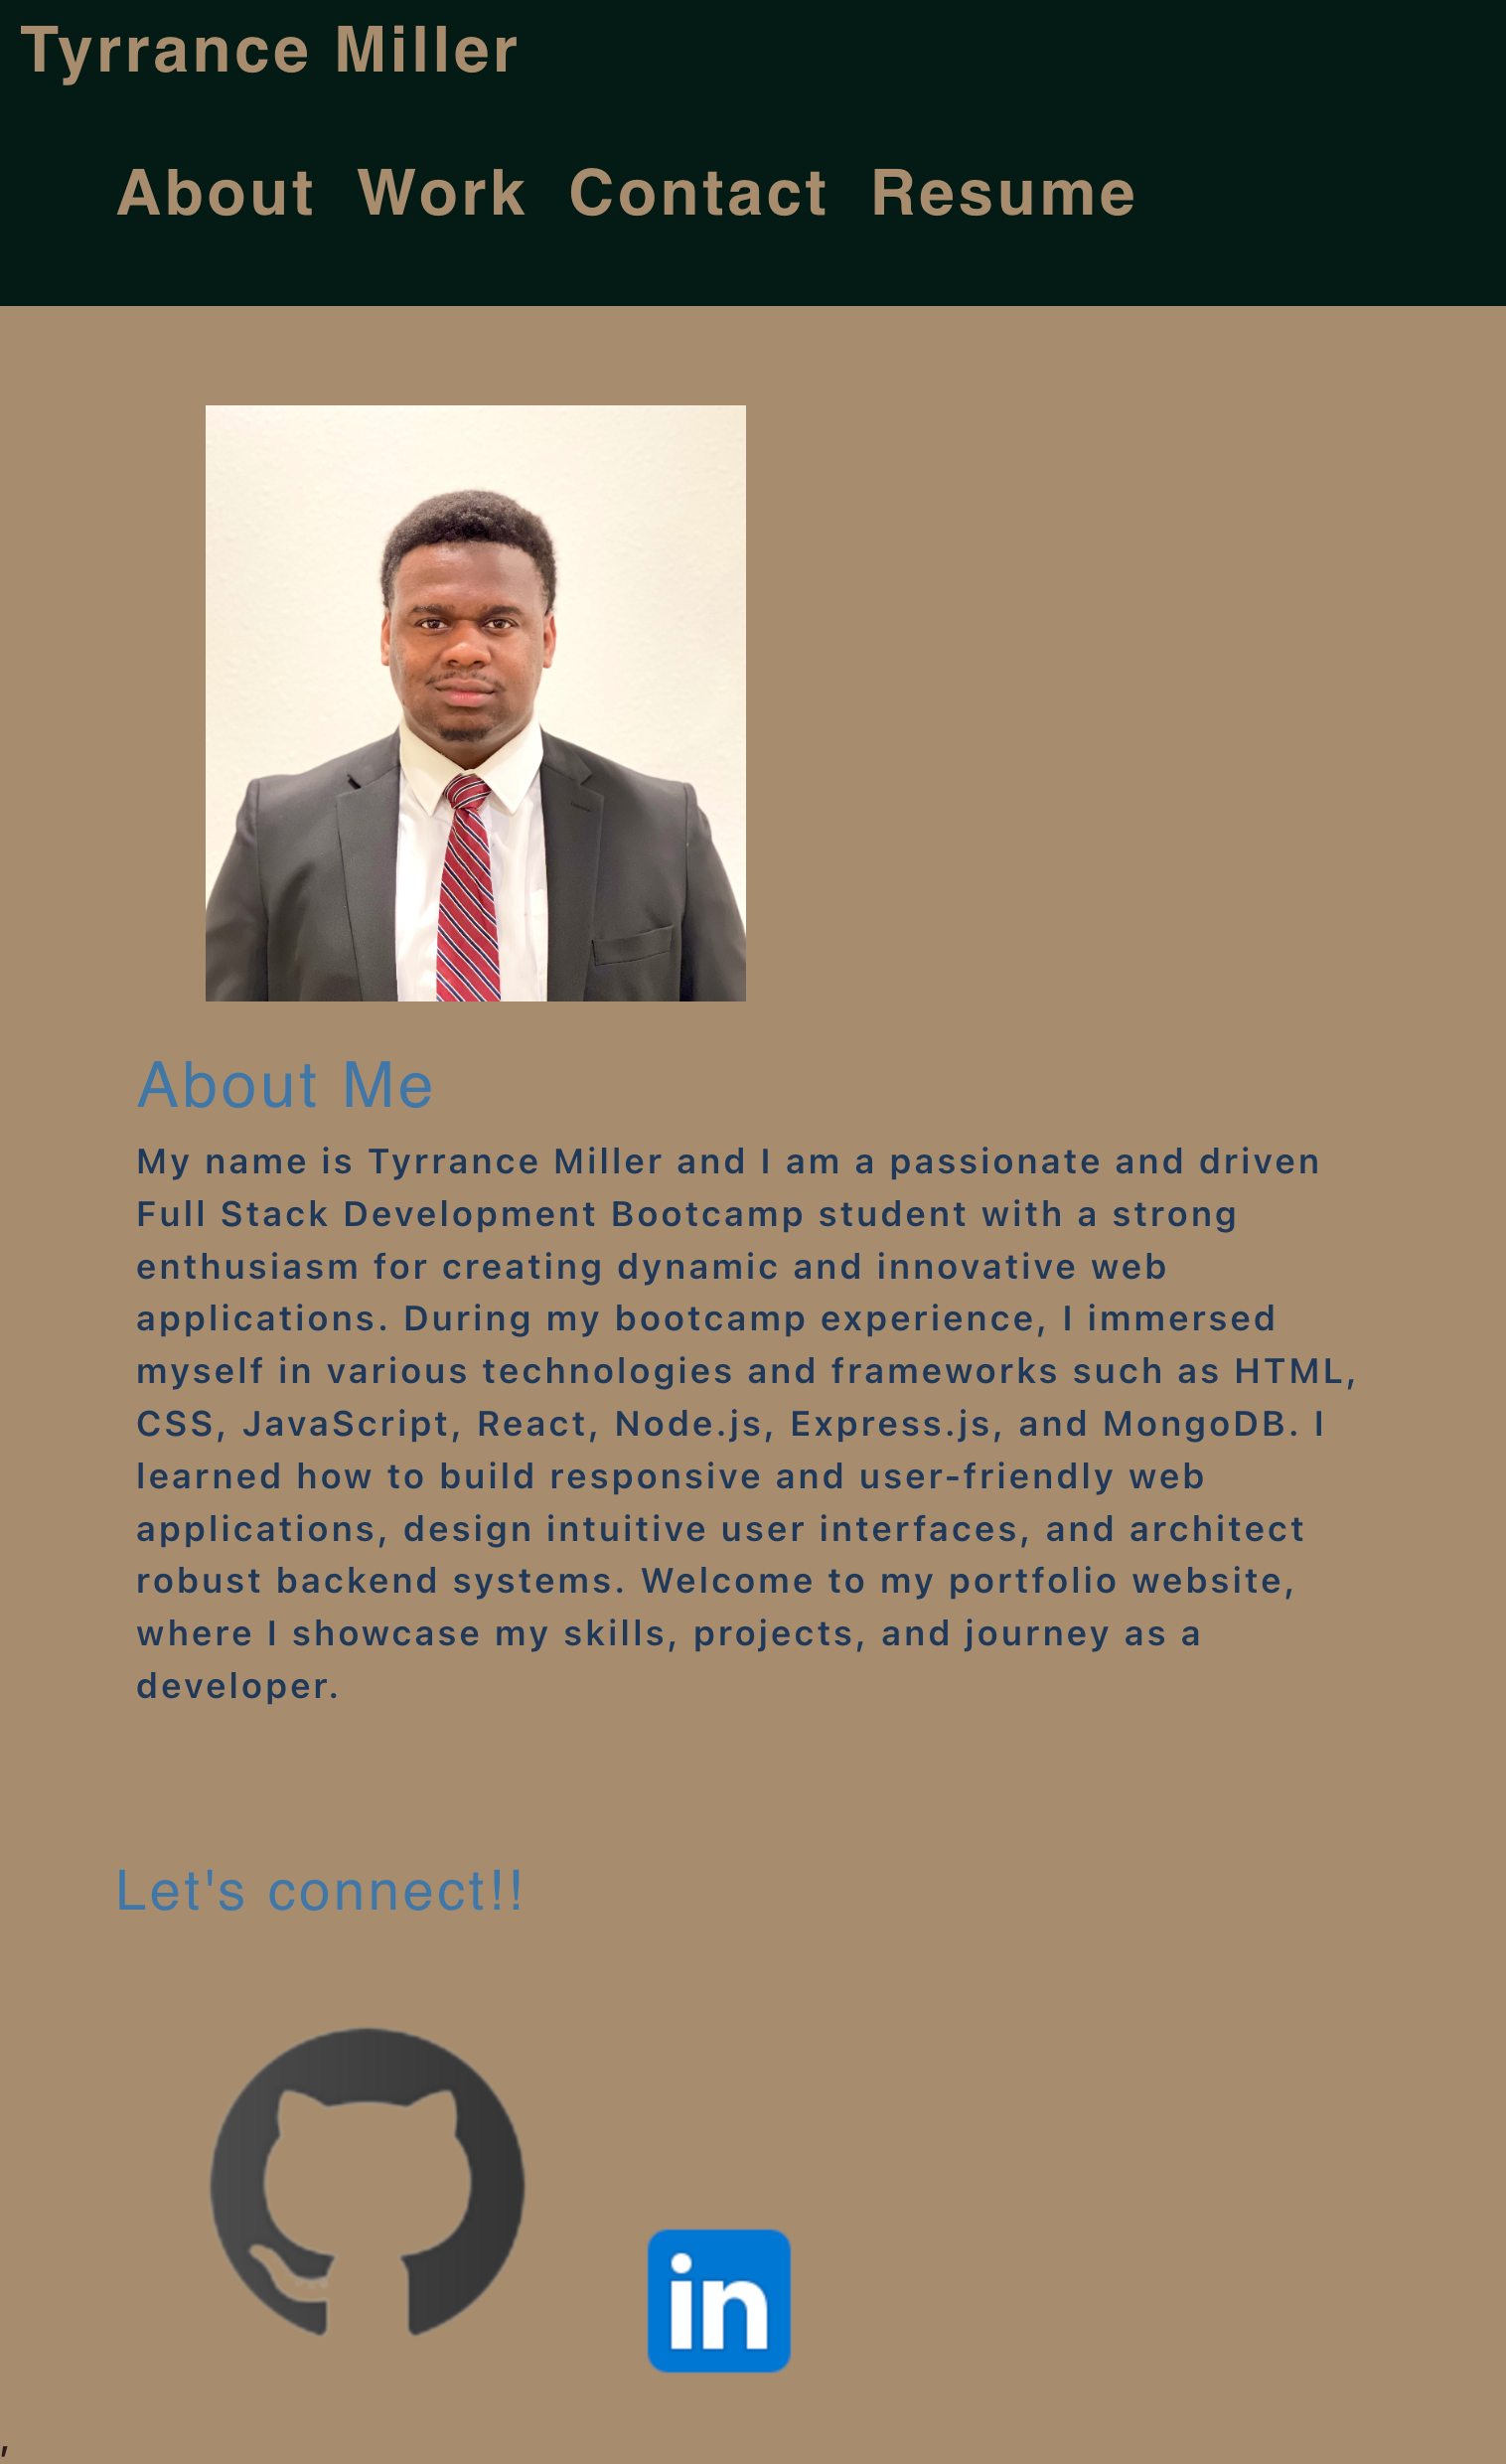 Tyrrance Miller
About Work Contact Resume
About Me
My name is Tyrrance Miller and I am a passionate and driven
Full Stack Development Bootcamp student with a strong
enthusiasm for creating dynamic and innovative web
applications. During my bootcamp experience, I immersed
myself in various technologies and frameworks such as HTML,
CSS, JavaScript, React, Node.js, Express.js, and MongoDB. I
learned how to build responsive and user-friendly web
applications, design intuitive user interfaces, and architect
robust backend systems. Welcome to my portfolio website,
where I showcase my skills, projects, and journey as a
developer.
Let's connect!!
in
,